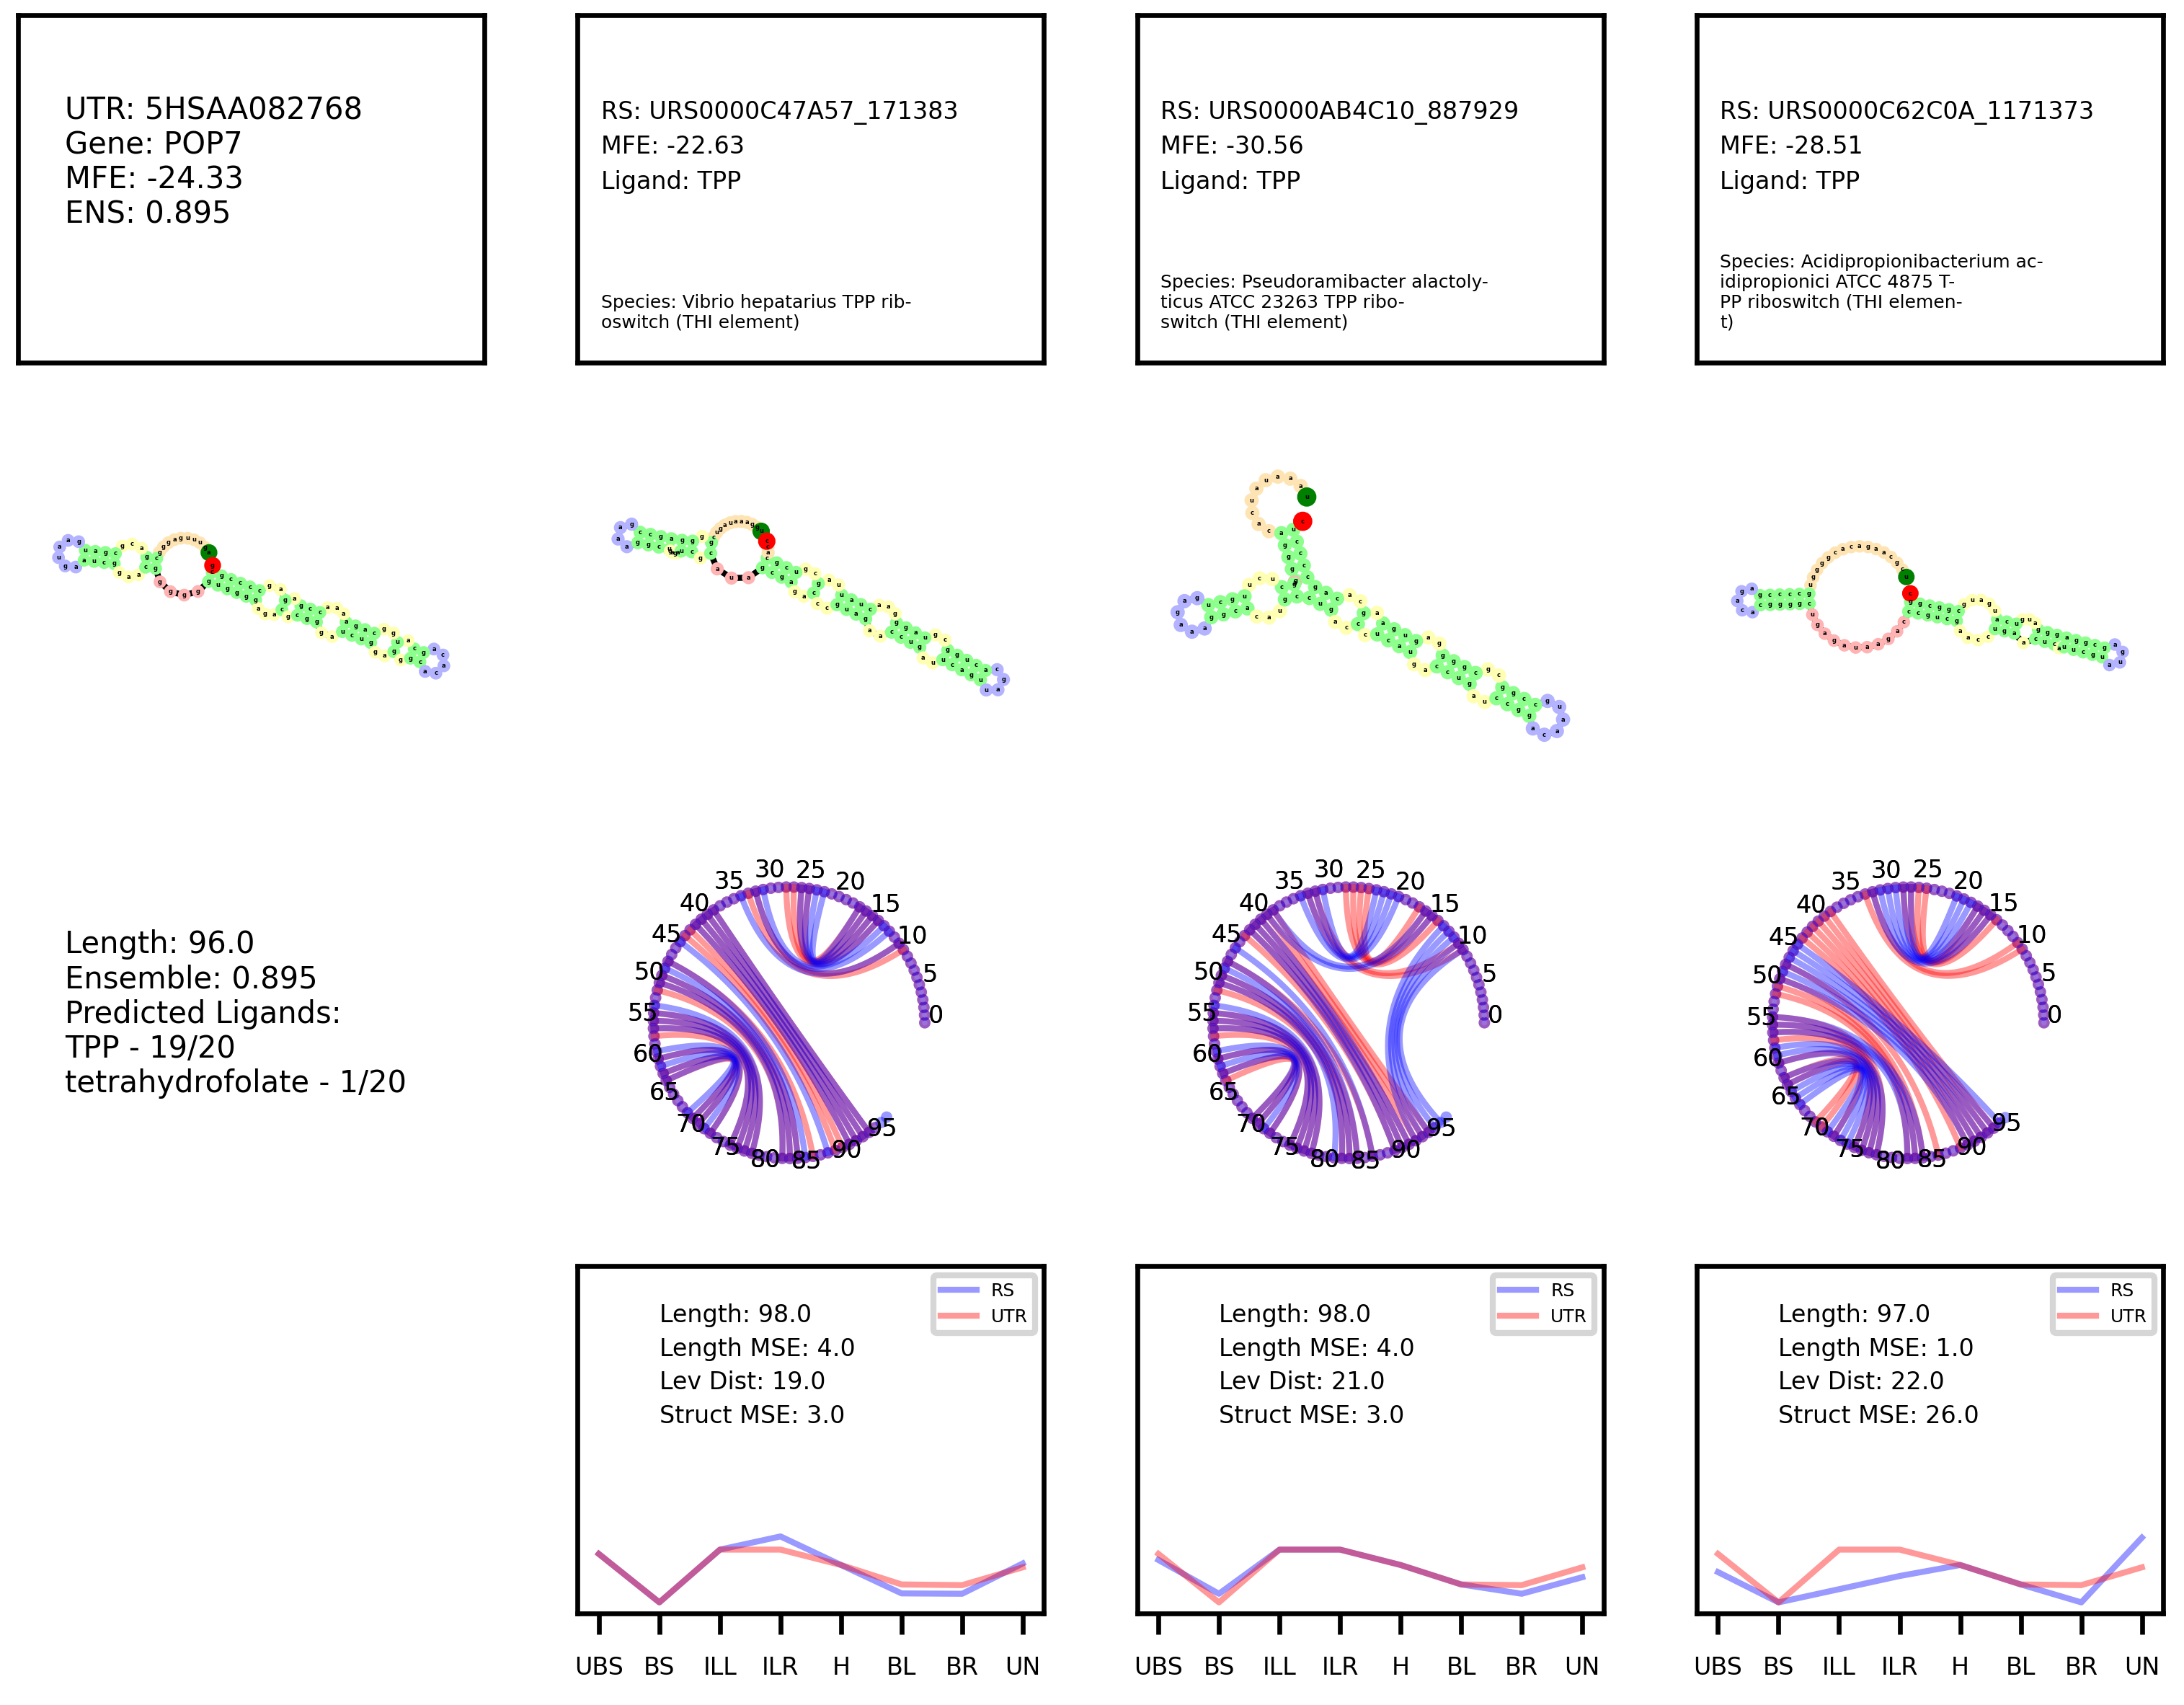 UTR: 5HSAA082768
Gene: POP7
MFE: -24.33
ENS: 0.895
RS: URS0000C47A57_171383
MFE: -22.63
Ligand: TPP
Species: Vibrio hepatarius TPP rib-
oswitch (THI element)
RS: URS0000AB4C10_887929
MFE: -30.56
Ligand: TPP
Species: Pseudoramibacter alactoly-
ticus ATCC 23263 TPP ribo-
switch (THI element)
RS: URS0000C62C0A_1171373
MFE: -28.51
Ligand: TPP
Species: Acidipropionibacterium ac-
idipropionici ATCC 4875 T-
PP riboswitch (THI elemen-
t)
Length: 96.0
Ensemble: 0.895
Predicted Ligands:
TPP - 19/20
tetrahydrofolate - 1/20
0
5
10
15
20
25
30
35
40
45
50
55
60
65
70
75
80
85
90
95
0
5
10
15
20
25
30
35
40
45
50
55
60
65
70
75
80
85
90
95
0
5
10
15
20
25
30
35
40
45
50
55
60
65
70
75
80
85
90
95
RS
UTR
Length: 98.0
Length MSE: 4.0
Lev Dist: 19.0
Struct MSE: 3.0
UBS BS ILL ILR H BL BR UN
RS
UTR
Length: 98.0
Length MSE: 4.0
Lev Dist: 21.0
Struct MSE: 3.0
UBS BS ILL ILR H BL BR UN
RS
UTR
Length: 97.0
Length MSE: 1.0
Lev Dist: 22.0
Struct MSE: 26.0
UBS BS ILL ILR H BL BR UN